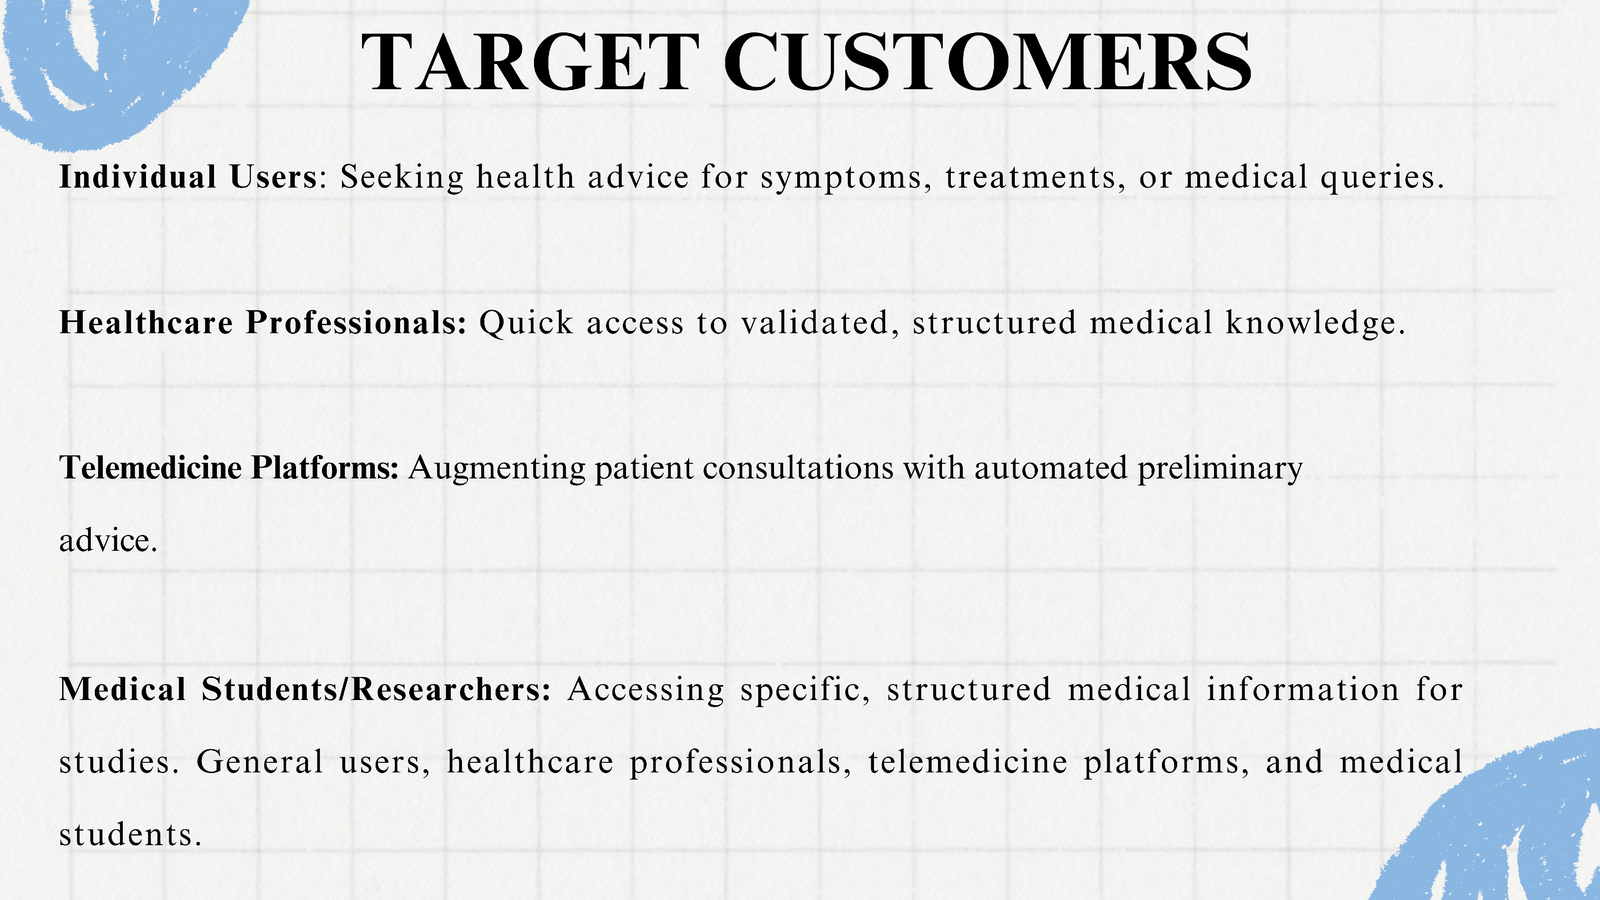 TARGET CUSTOMERS
Individual Users: Seeking health advice for symptoms, treatments, or medical queries.
Healthcare Professionals: Quick access to validated, structured medical knowledge.
Telemedicine Platforms: Augmenting patient consultations with automated preliminary
advice.
Medical Students/Researchers: Accessing specific, structured medical information for
studies. General users, healthcare professionals, telemedicine platforms, and medical
students.